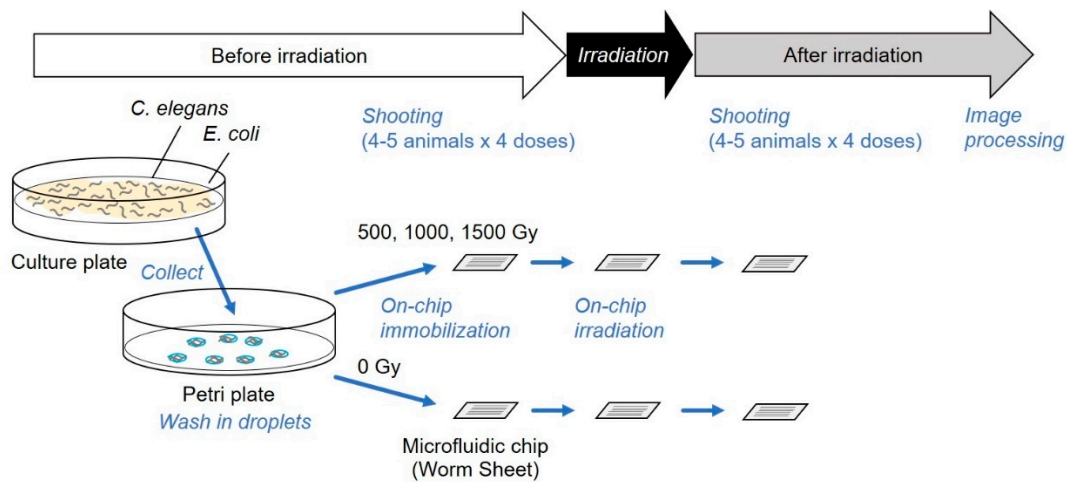 Before irradiation
Irradiation
After irradiation
C. elegans
E. coli
Shooting
(4-5 animals x 4 doses)
Shooting
(4-5 animals x 4 doses)
Image
processing
Culture plate
Collect
500, 1000, 1500 Gy
On-chip
immobilization
On-chip
irradiation
0 Gy
Petri plate
Wash in droplets
Microfluidic chip
(Worm Sheet)